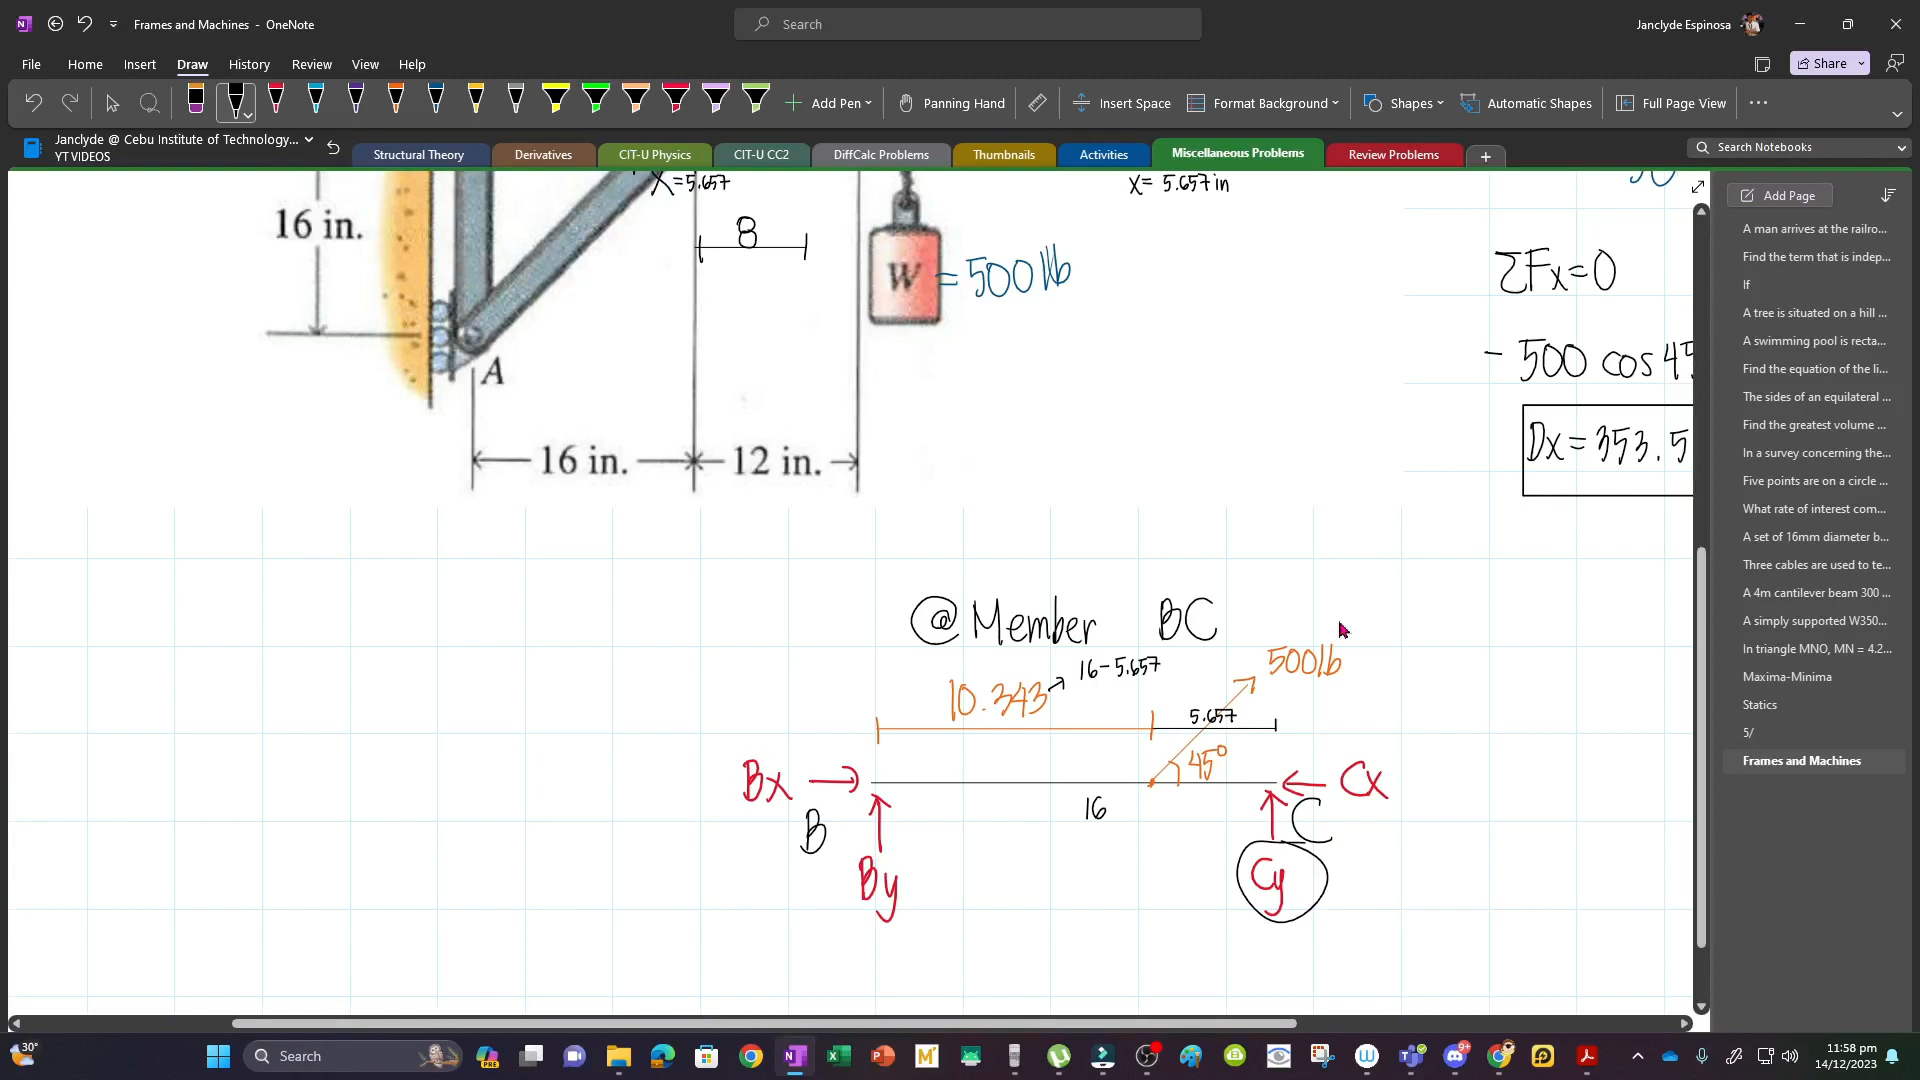 Frames and Machines - OneNote
Search
Janclyde Espinosa
File Home Insert Draw History Review View Help
Share
Add Pen
Panning Hand
Insert Space
Format Background
Shapes
Automatic Shapes
Full Page View
Janclyde @ Cebu Institute of Technology...
YT VIDEOS
Structural Theory
Derivatives
CIT-U Physics
CIT-U CC2
DiffCalc Problems
Thumbnails
Activities
Miscellaneous Problems
Review Problems
Search Notebooks
Add Page
A man arrives at the railro...
Find the term that is indep...
If
A tree is situated on a hill ...
A swimming pool is recta...
Find the equation of the li...
The sides of an equilateral ...
Find the greatest volume ...
In a survey concerning the...
Five points are on a circle ...
What rate of interest com...
A set of 16mm diameter b...
Three cables are used to te...
A 4m cantilever beam 300 ...
A simply supported W350...
In triangle MNO, MN = 4.2...
Maxima-Minima
Statics
5/
Frames and Machines
X = 5.657
x = 5.657 in
16 in.
8
W = 500 lb
A
16 in.
12 in.
ΣFx = 0
- 500 cos 45
Dx = 353.5
@ Member BC
16 - 5.657
500 lb
10.343
5.657
45°
Bx
Cx
16
B
C
By
Cy
30°
PRE
Search
9+
11:58 pm
14/12/2023